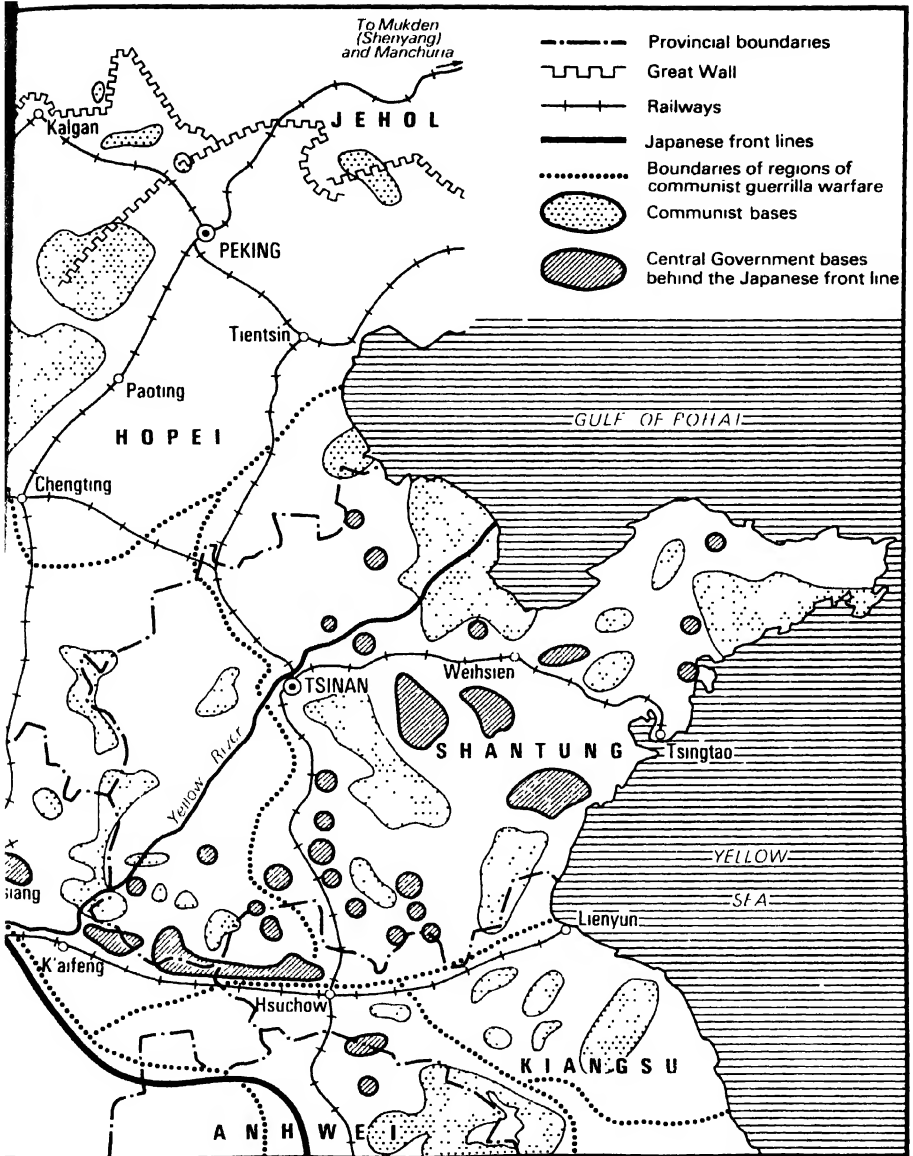 To Mukden
(Shenyang)
and Manchuria
Provincial boundaries
Great Wall
Railways
Japanese front lines
Boundaries of regions of
communist guerrilla warfare
Communist bases
Central Government bases
behind the Japanese front line
JEHOL
Kalgan
PEKING
Tientsin
Paoting
HOPEI
GULF OF POHAI
Chengting
Weihsien
TSINAN
SHANTUNG
Tsingtao
Yellow River
YELLOW
SEA
siang
Lienyun
K'aifeng
Hsuchow
KIANGSU
ANHWEI